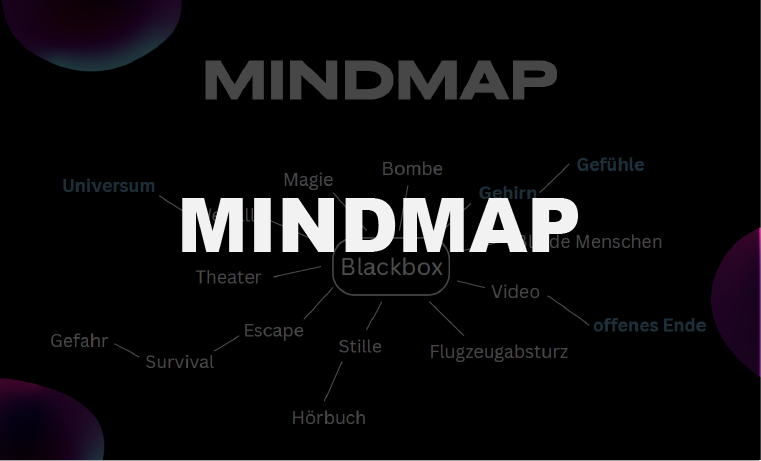 MINDMAP
Bombe
Gefühle
Magie
Universum
Gehirn
MINDMAP
de Menschen
Blackbox
Theater
Video
offenes Ende
Escape
Gefahr
Stille
Flugzeugabsturz
Survival
Hörbuch